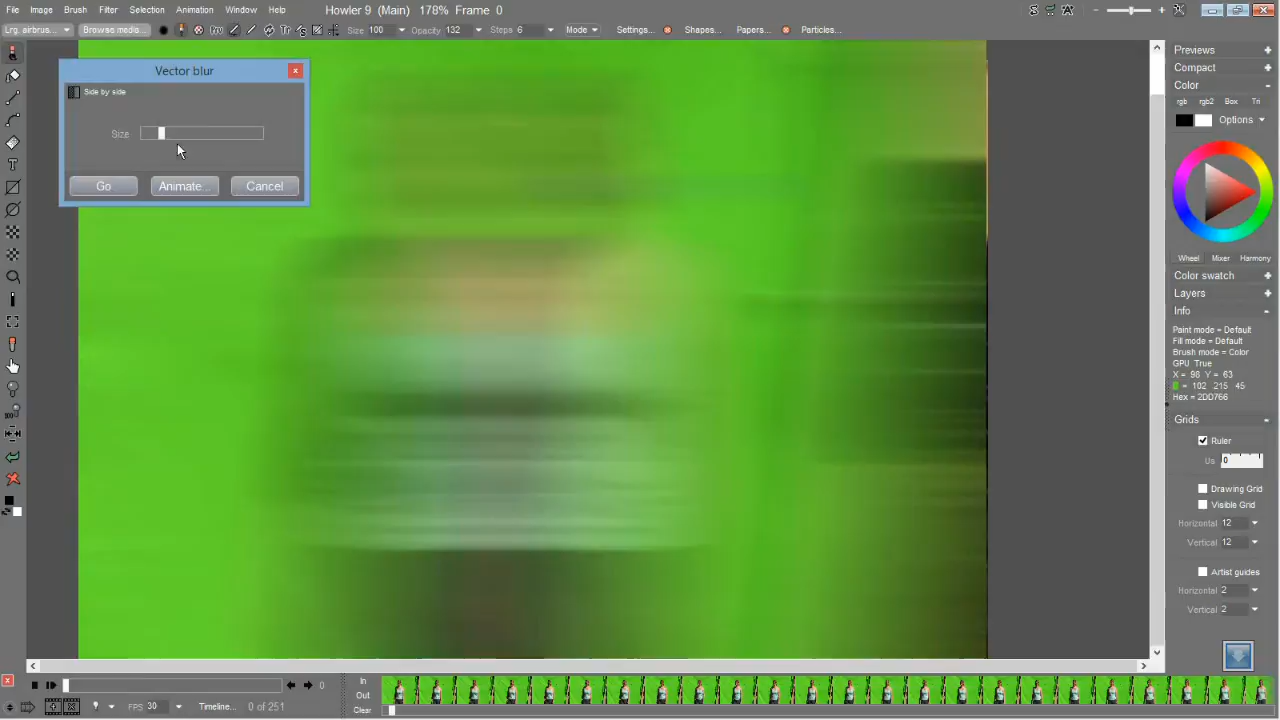 File Image Brush Filter Selection Animation Window Help Howler 9 (Main) 178% Frame 0
Lrg. airbrus... Browse media... Size 100 Opacity 132 Steps 6 Mode Settings... Shapes... Papers... Particles...
Vector blur
Side by side
Size
Go Animate... Cancel
Previews
Compact
Color
rgb rgb2 Box Tri
Options
Wheel Mixer Harmony
Color swatch
Layers
Info
Paint mode = Default
Fill mode = Default
Brush mode = Color
GPU True
X = 98 Y = 63
= 102 215 45
Hex = 2DD766
Grids
Ruler
Us 0
Drawing Grid
Visible Grid
Horizontal 12
Vertical 12
Artist guides
Horizontal 2
Vertical 2
0 In
Out
FPS 30 Timeline... 0 of 251 Clear